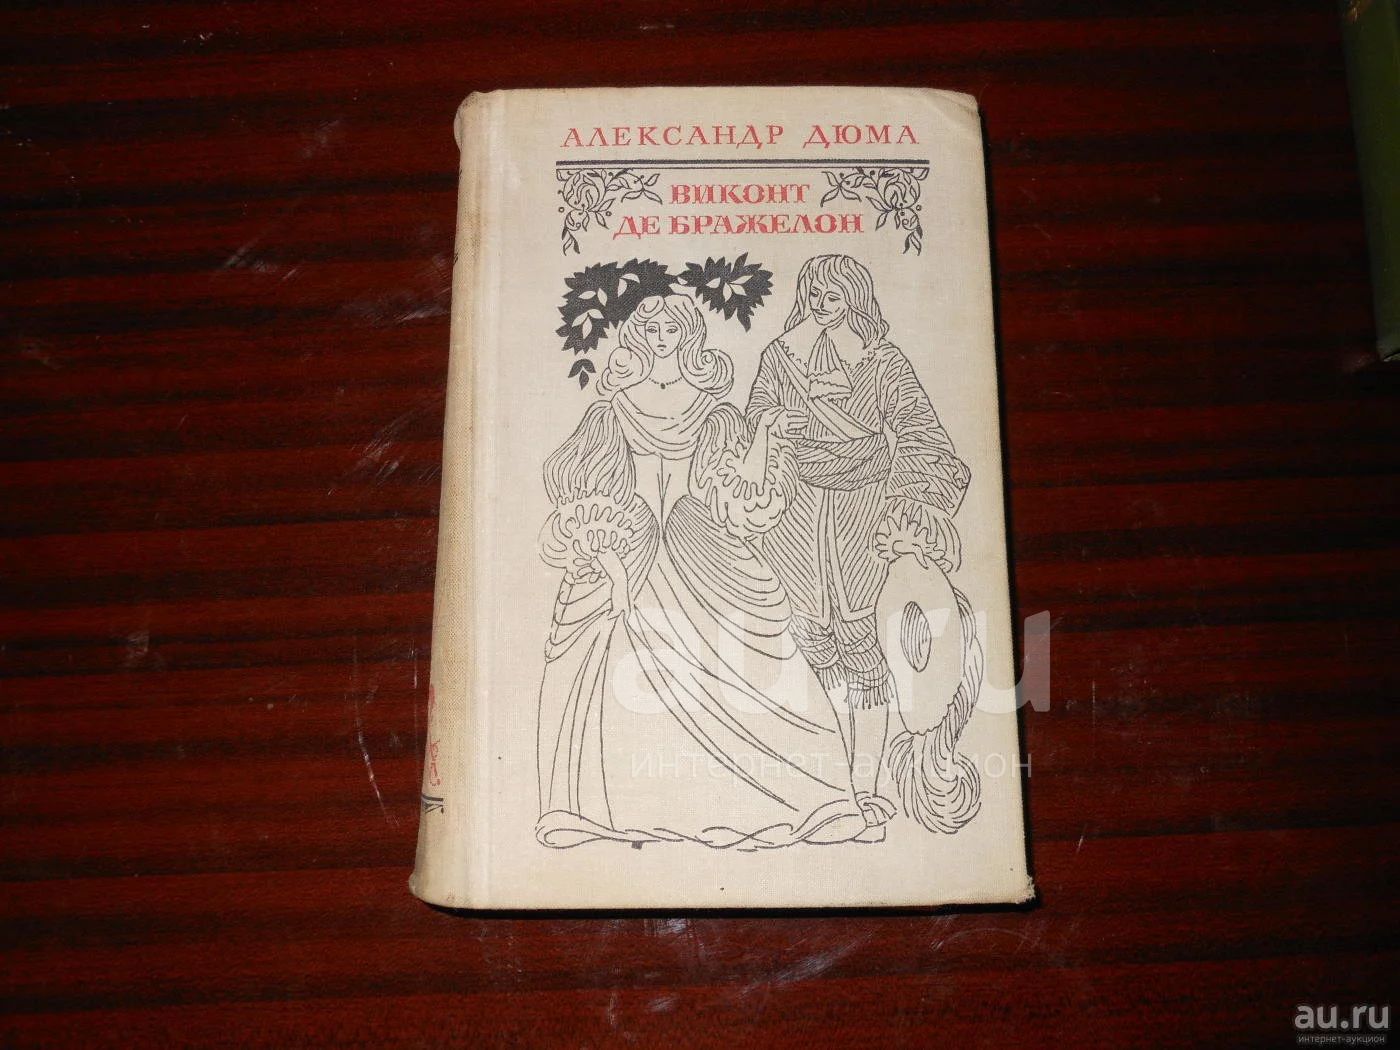 АЛЕКСАНДР ДЮМА
ВИКОНТ
ДЕ БРАЖЕЛОН
au.ru
интернет-аукцион
au.ru
интернет-аукцион